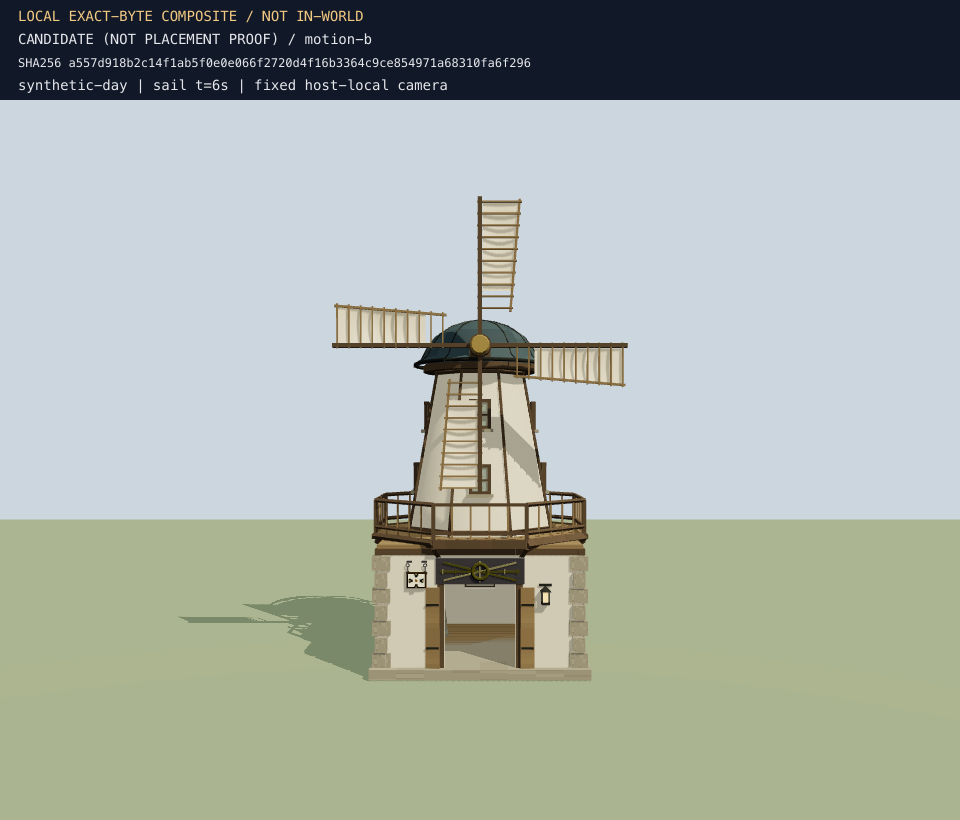 LOCAL EXACT-BYTE COMPOSITE / NOT IN-WORLD
CANDIDATE (NOT PLACEMENT PROOF) / motion-b
SHA256 a557d918b2c14f1ab5f0e0e066f2720d4f16b3364c9ce854971a68310fa6f296
synthetic-day | sail t=6s | fixed host-local camera